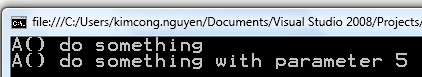 file:///C:/Users/kimcong.nguyen/Documents/Visual Studio 2008/Projects/
A() do something
A() do something with parameter 5